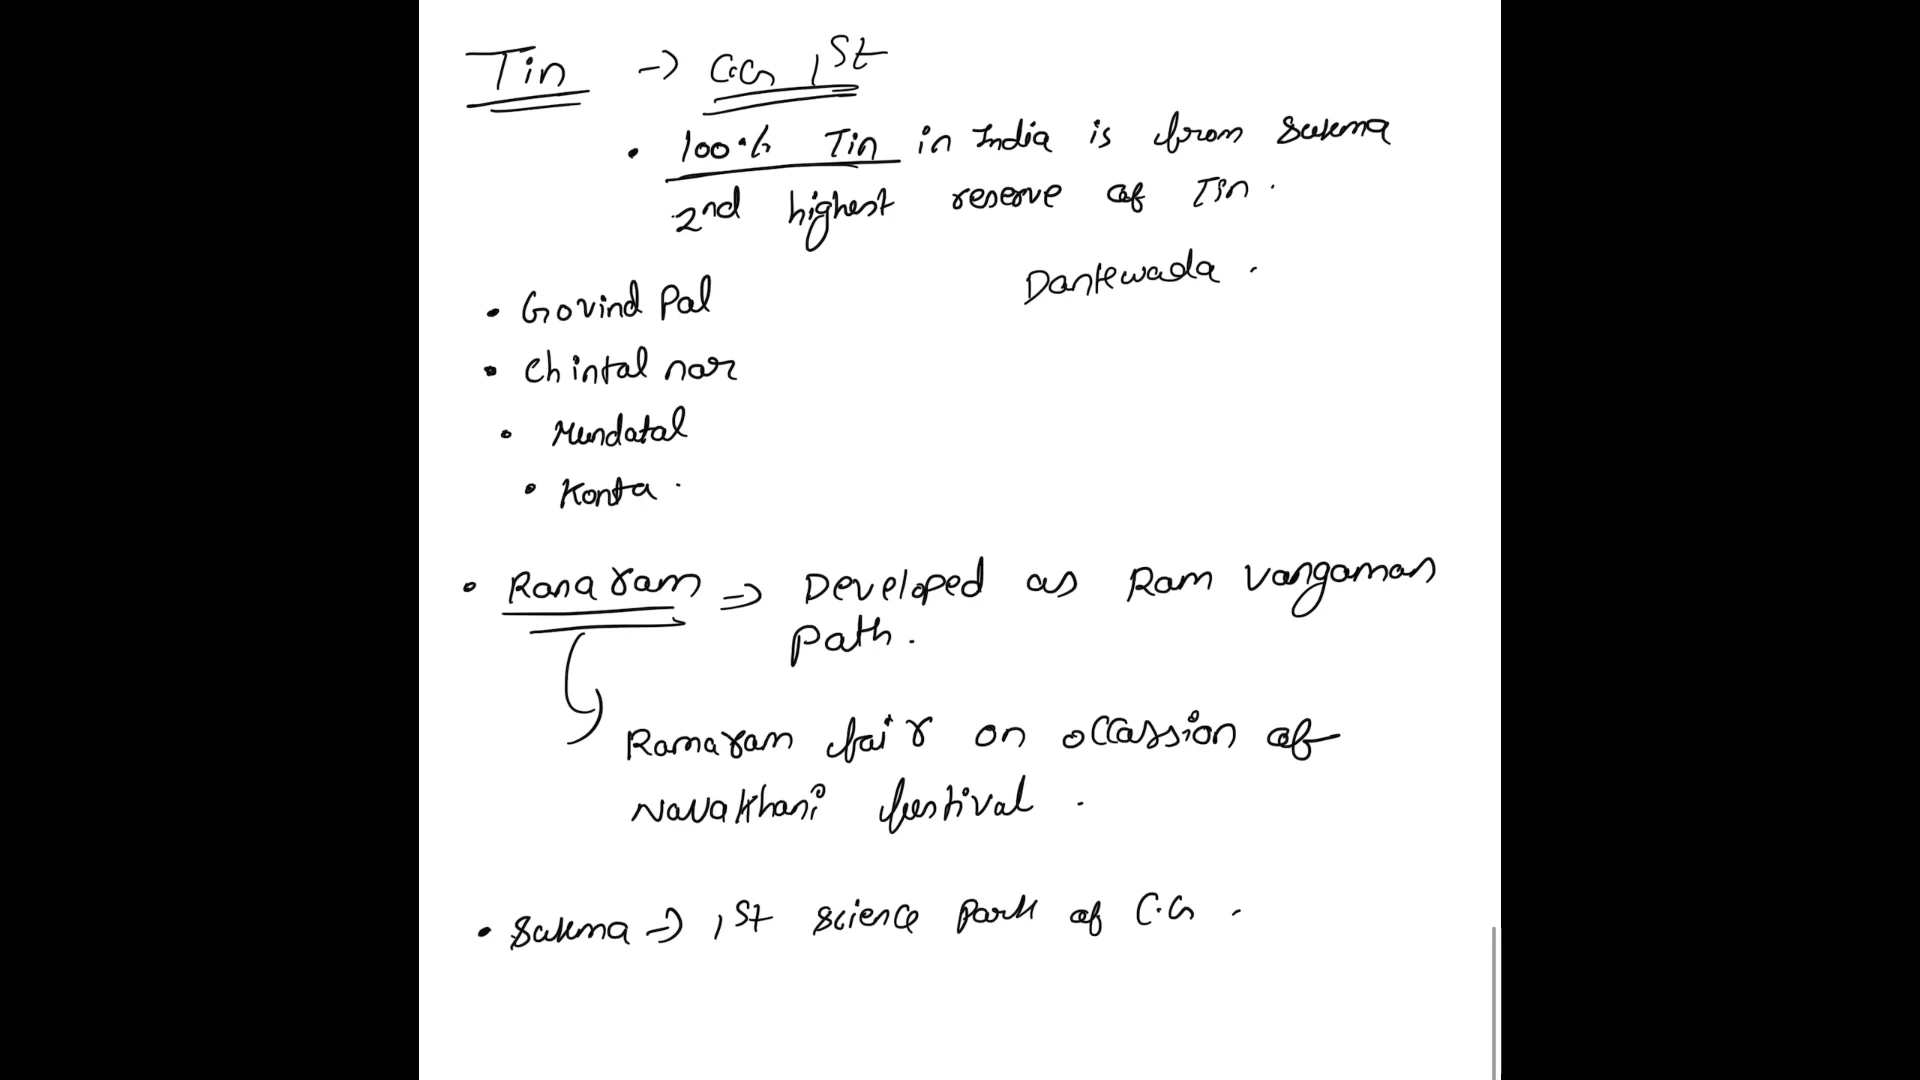 Tin → C.G 1st
• 100% Tin in India is from Sukma
2nd highest reserve of Tin.
Dantewada.
• Govind Pal
• Chintal nar
• Mundatal
• Konta.
• Ramaram ⇒ Developed as Ram Vangaman
Path.
Ramaram fair on occassion of
Navakhani festival.
• Sukma → 1st science park of C.G.